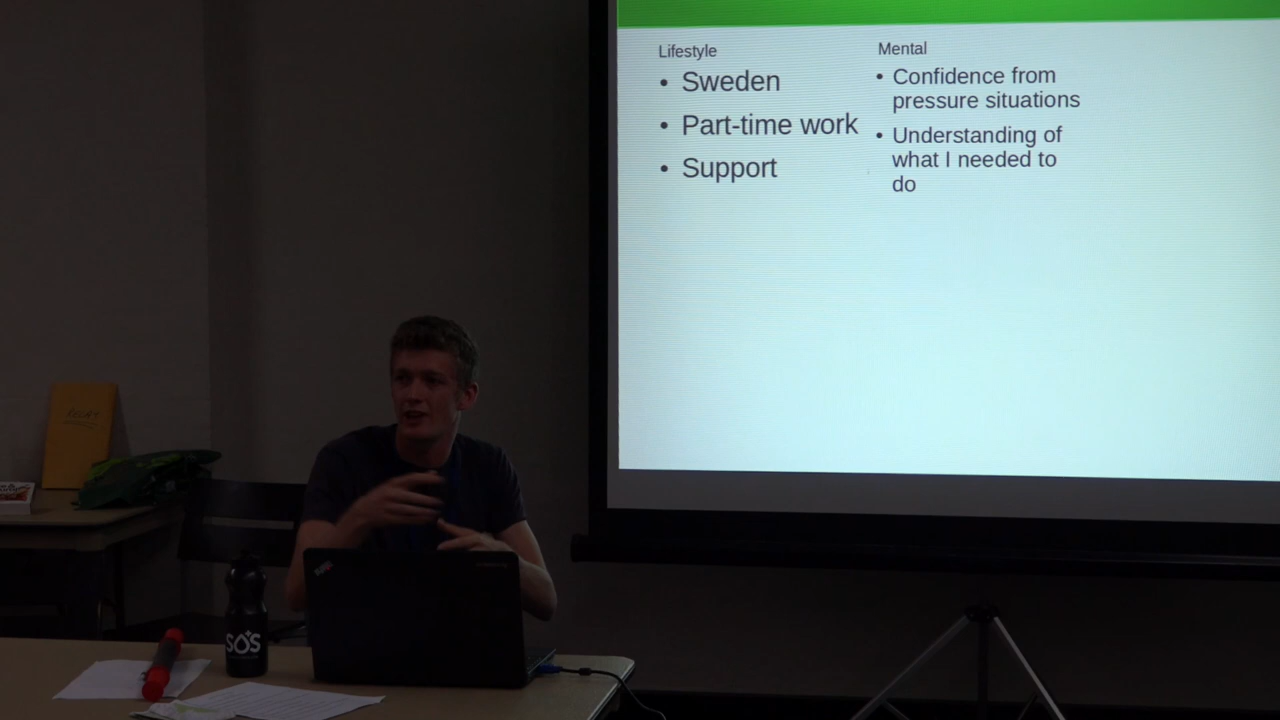 Lifestyle
• Sweden
• Part-time work
• Support
Mental
• Confidence from
pressure situations
• Understanding of
what I needed to
do
SOS